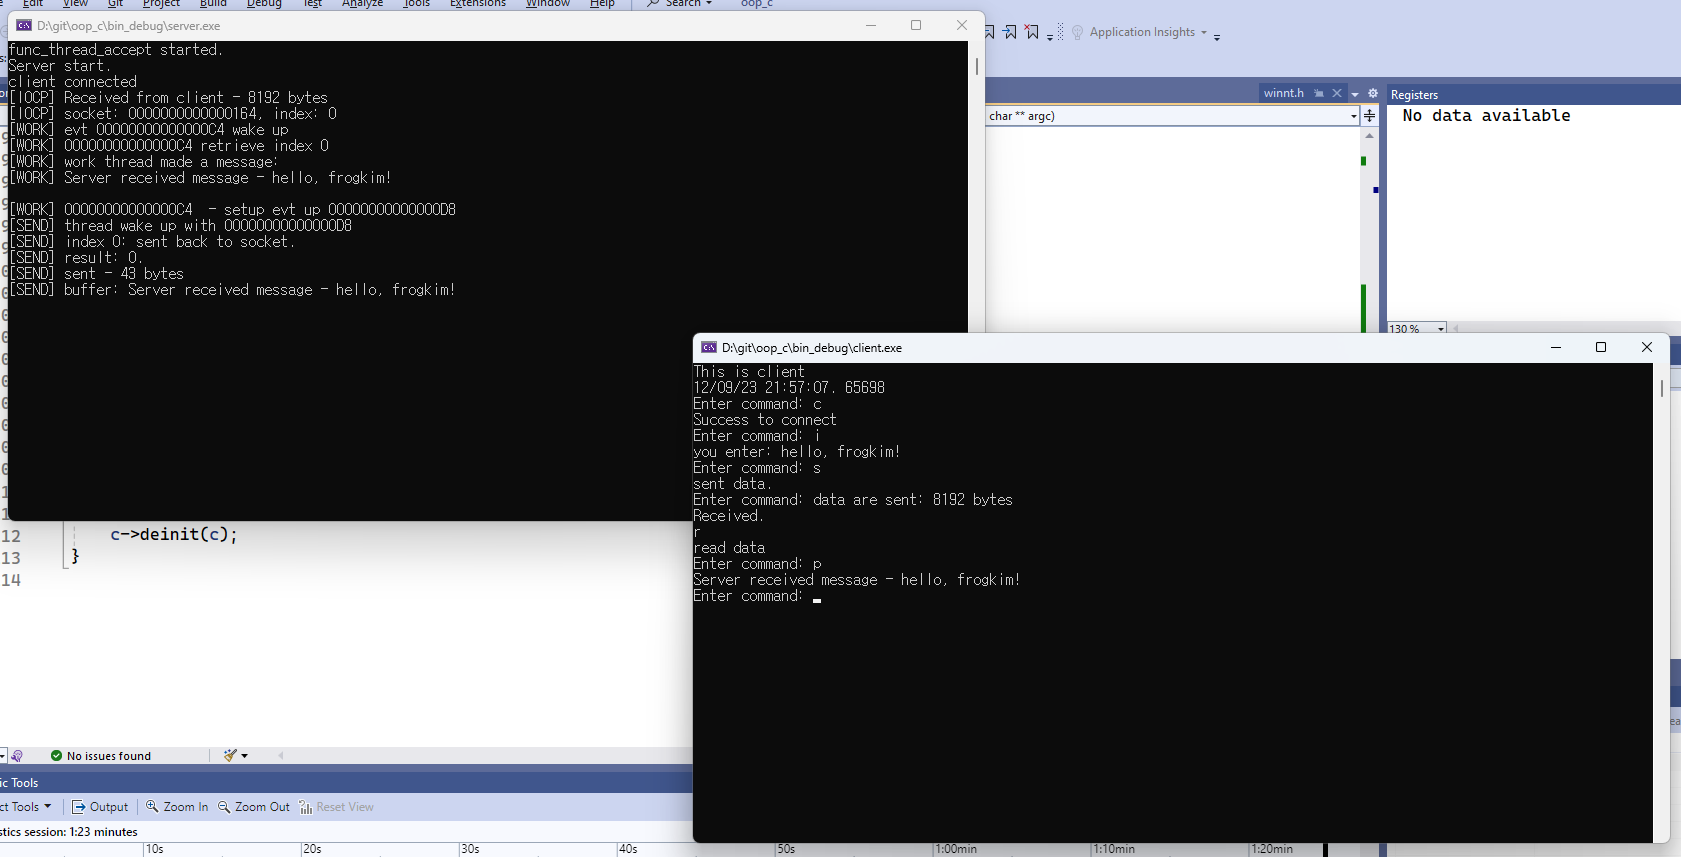 Edit View Git Project Build Debug Test Analyze Tools Extensions Window Help Search oop_c
D:\git\oop_c\bin_debug\server.exe
Application Insights
func_thread_accept started.
Server start.
client connected
[IOCP] Received from client - 8192 bytes
[IOCP] socket: 0000000000000164, index: 0
[WORK] evt 00000000000000C4 wake up
[WORK] 00000000000000C4 retrieve index 0
[WORK] work thread made a message:
[WORK] Server received message - hello, frogkim!
[WORK] 00000000000000C4  - setup evt up 00000000000000D8
[SEND] thread wake up with 00000000000000D8
[SEND] index 0: sent back to socket.
[SEND] result: 0.
[SEND] sent - 43 bytes
[SEND] buffer: Server received message - hello, frogkim!
winnt.h
Registers
char ** argc)
No data available
130 %
D:\git\oop_c\bin_debug\client.exe
This is client
12/09/23 21:57:07. 65698
Enter command: c
Success to connect
Enter command: i
you enter: hello, frogkim!
Enter command: s
sent data.
Enter command: data are sent: 8192 bytes
Received.
r
read data
Enter command: p
Server received message - hello, frogkim!
Enter command:
12 c->deinit(c);
13 }
14
No issues found
ic Tools
ct Tools Output Zoom In Zoom Out Reset View
stics session: 1:23 minutes
10s 20s 30s 40s 50s 1:00min 1:10min 1:20min